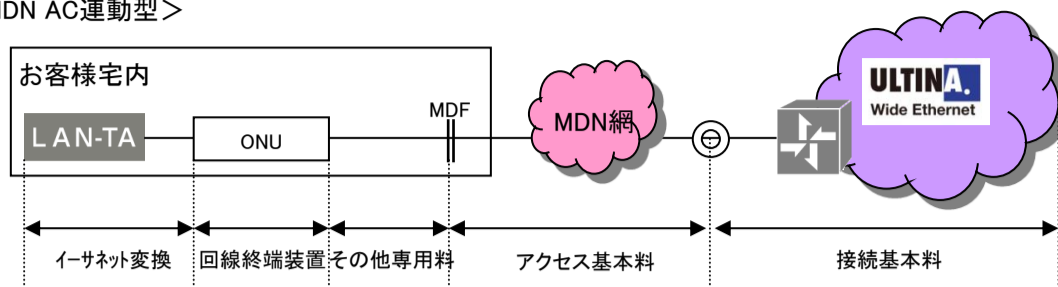 MDN AC連動型＞
お客様宅内
LAN-TA
ONU
MDF
MDN網
ULTINA.
Wide Ethernet
イーサネット変換
回線終端装置
その他専用料
アクセス基本料
接続基本料